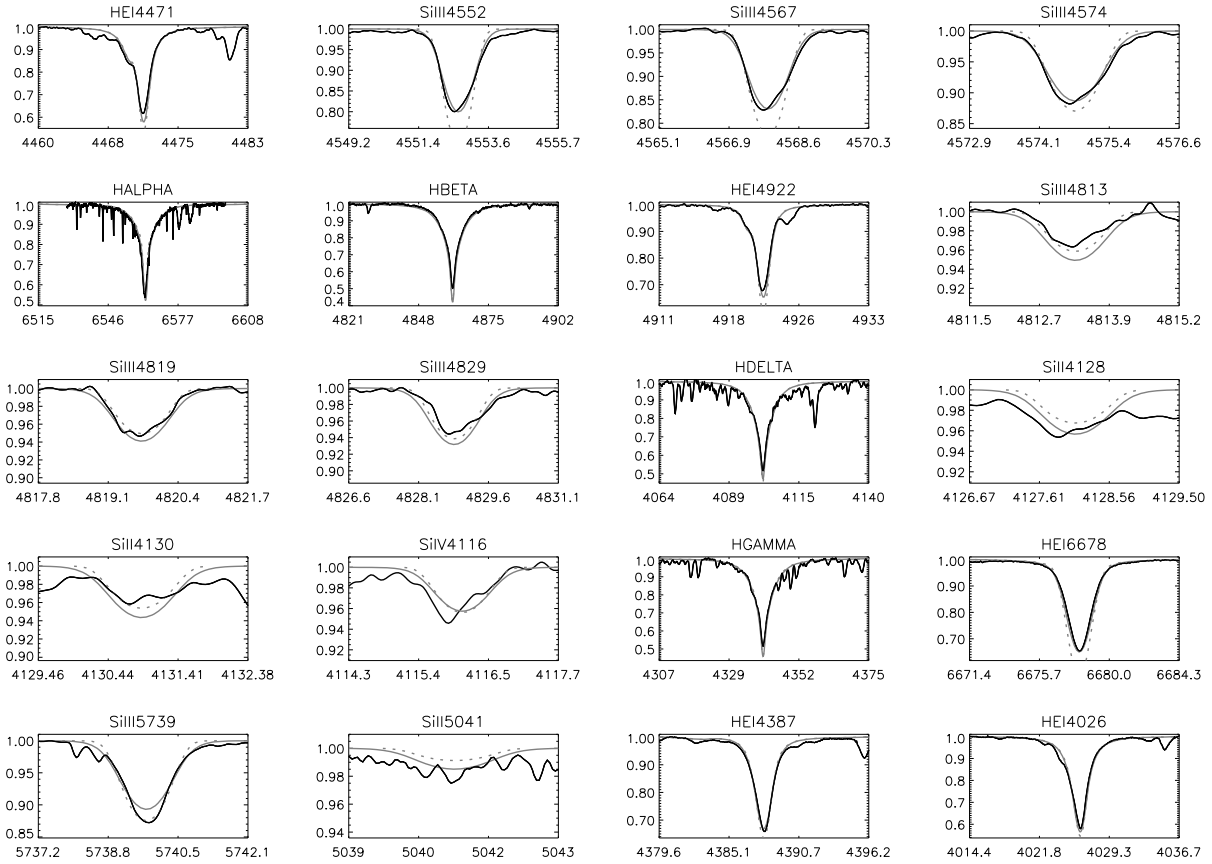 HEI4471
1.0
0.9
0.8
0.7
0.6
4460 4468 4475 4483
SiIII4552
1.00
0.95
0.90
0.85
0.80
4549.2 4551.4 4553.6 4555.7
SiIII4567
1.00
0.95
0.90
0.85
0.80
4565.1 4566.9 4568.6 4570.3
SiIII4574
1.00
0.95
0.90
0.85
4572.9 4574.1 4575.4 4576.6
HALPHA
1.0
0.9
0.8
0.7
0.6
0.5
6515 6546 6577 6608
HBETA
1.0
0.9
0.8
0.7
0.6
0.5
0.4
4821 4848 4875 4902
HEI4922
1.00
0.90
0.80
0.70
4911 4918 4926 4933
SiIII4813
1.00
0.98
0.96
0.94
0.92
4811.5 4812.7 4813.9 4815.2
SiIII4819
1.00
0.98
0.96
0.94
0.92
0.90
4817.8 4819.1 4820.4 4821.7
SiIII4829
1.00
0.98
0.96
0.94
0.92
0.90
4826.6 4828.1 4829.6 4831.1
HDELTA
1.0
0.9
0.8
0.7
0.6
0.5
4064 4089 4115 4140
SiII4128
1.00
0.98
0.96
0.94
0.92
4126.67 4127.61 4128.56 4129.50
SiII4130
1.00
0.98
0.96
0.94
0.92
0.90
4129.46 4130.44 4131.41 4132.38
SiIV4116
1.00
0.98
0.96
0.94
0.92
4114.3 4115.4 4116.5 4117.7
HGAMMA
1.0
0.9
0.8
0.7
0.6
0.5
4307 4329 4352 4375
HEI6678
1.00
0.90
0.80
0.70
6671.4 6675.7 6680.0 6684.3
SiIII5739
1.00
0.95
0.90
0.85
5737.2 5738.8 5740.5 5742.1
SiII5041
1.00
0.98
0.96
0.94
5039 5040 5042 5043
HEI4387
1.00
0.90
0.80
0.70
4379.6 4385.1 4390.7 4396.2
HEI4026
1.0
0.9
0.8
0.7
0.6
4014.4 4021.8 4029.3 4036.7